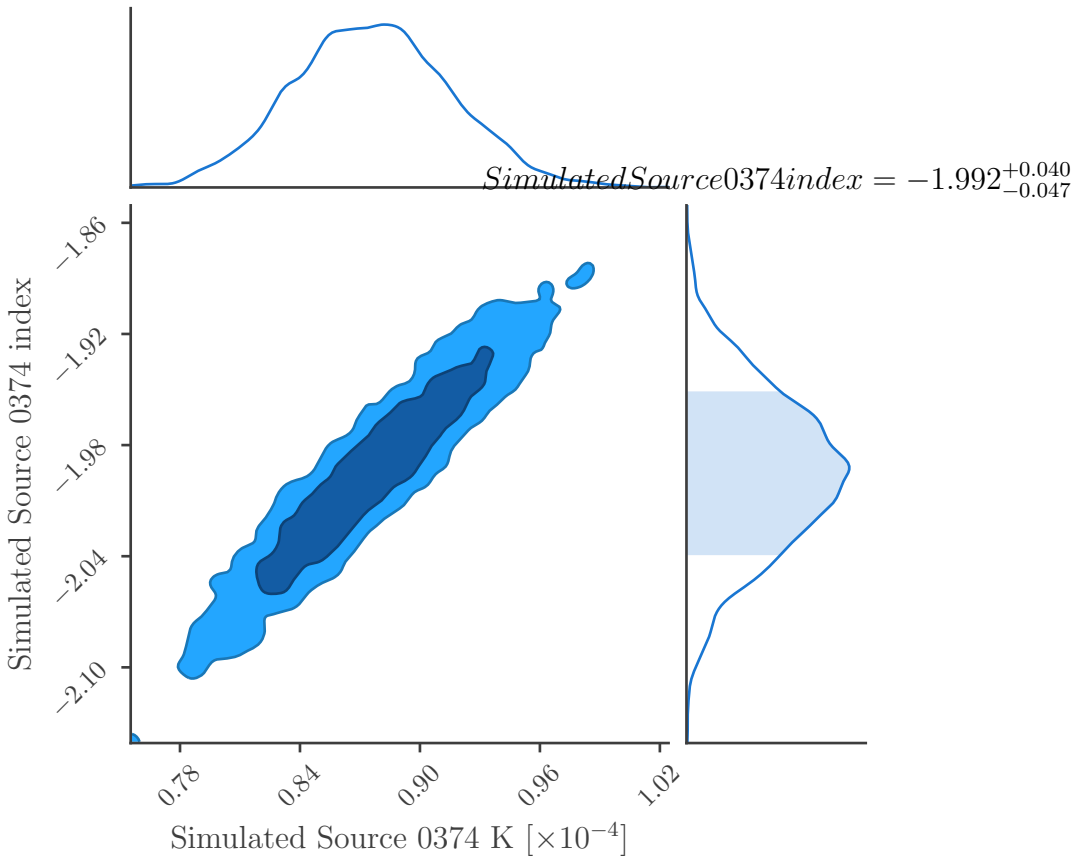 SimulatedSource0374index = −1.992 +0.040 −0.047
Simulated Source 0374 index
−1.86
−1.92
−1.98
−2.04
−2.10
0.78 0.84 0.90 0.96 1.02
Simulated Source 0374 K [×10⁻⁴]